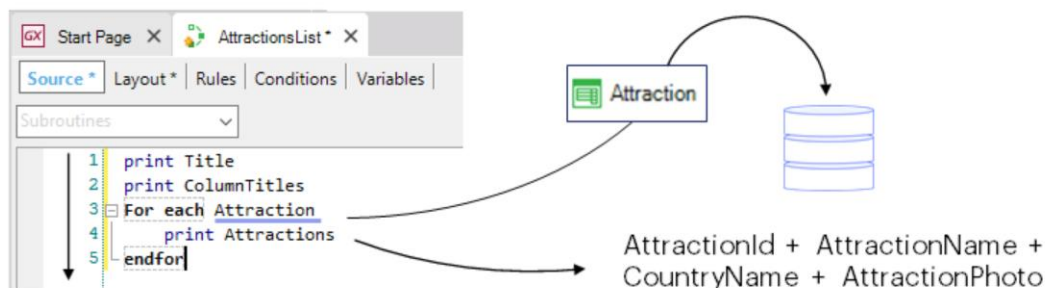 GX Start Page X AttractionsList * X
Source * Layout * Rules Conditions Variables
Subroutines
1 print Title
2 print ColumnTitles
3 For each Attraction
4 print Attractions
5 endfor
Attraction
AttractionId + AttractionName +
CountryName + AttractionPhoto